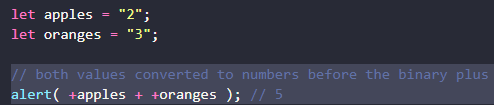 let apples = "2";
let oranges = "3";
// both values converted to numbers before the binary plus
alert( +apples + +oranges ); // 5